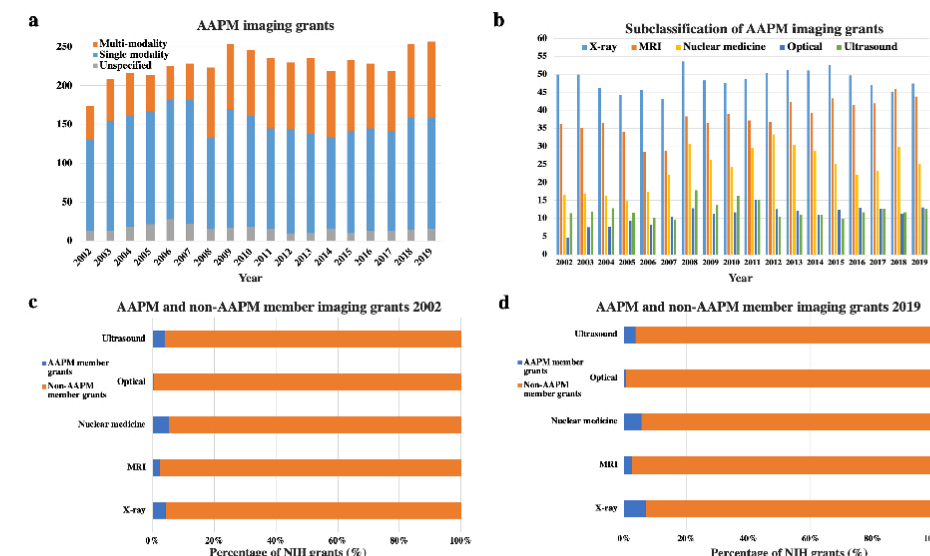 a
AAPM imaging grants
250
200
150
100
50
0
Multi-modality
Single modality
Unspecified
2002 2003 2004 2005 2006 2007 2008 2009 2010 2011 2012 2013 2014 2015 2016 2017 2018 2019
Year
b
Subclassification of AAPM imaging grants
60
55
50
45
40
35
30
25
20
15
10
5
0
X-ray MRI Nuclear medicine Optical Ultrasound
2002 2003 2004 2005 2006 2007 2008 2009 2010 2011 2012 2013 2014 2015 2016 2017 2018 2019
Year
c
AAPM and non-AAPM member imaging grants 2002
AAPM member
grants
Non-AAPM
member grants
Ultrasound
Optical
Nuclear medicine
MRI
X-ray
0% 20% 40% 60% 80% 100%
Percentage of NIH grants (%)
d
AAPM and non-AAPM member imaging grants 2019
AAPM member
grants
Non-AAPM
member grants
Ultrasound
Optical
Nuclear medicine
MRI
X-ray
0% 20% 40% 60% 80% 10
Percentage of NIH grants (%)